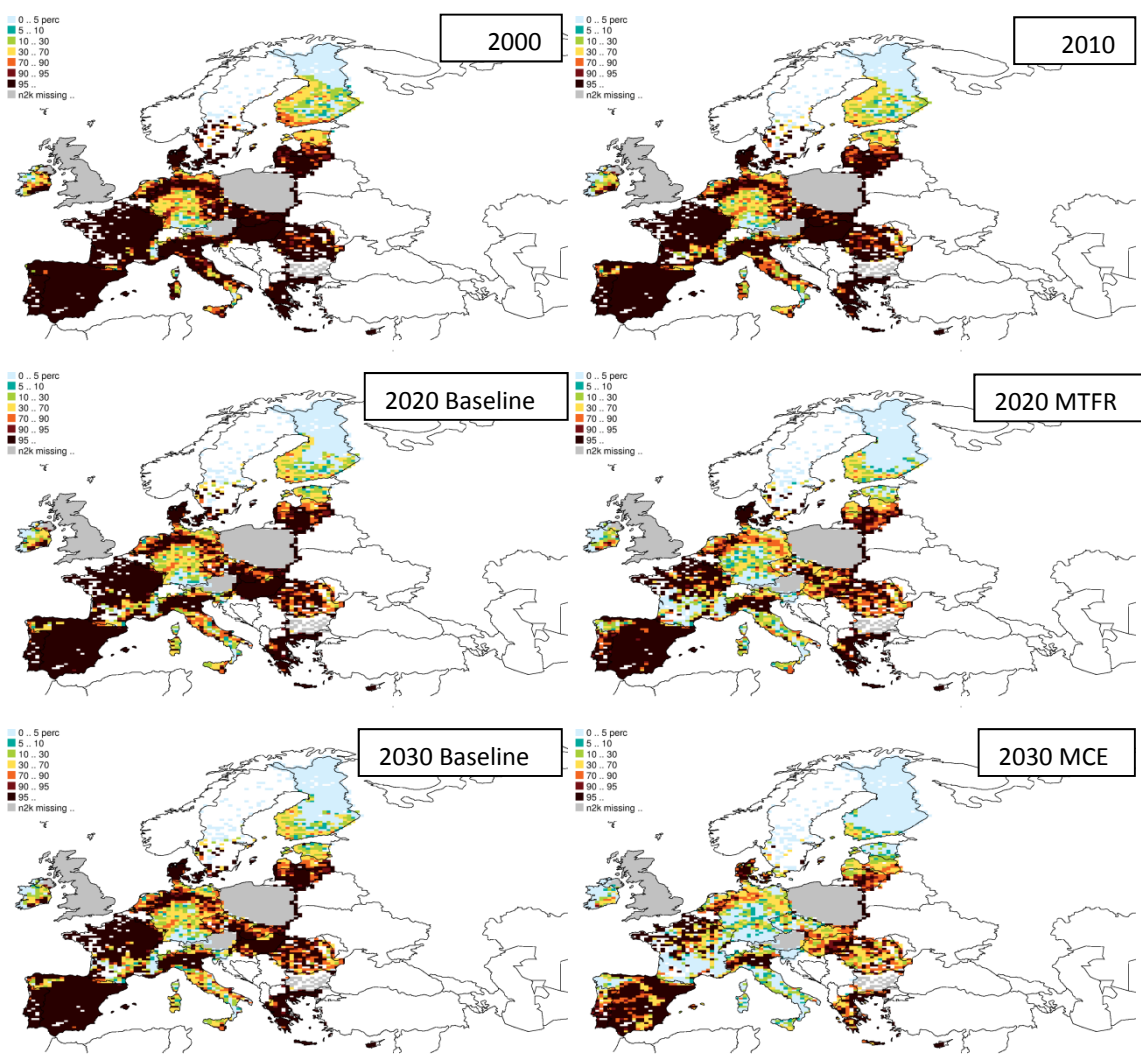 0 .. 5 perc
5 .. 10
10 .. 30
30 .. 70
70 .. 90
90 .. 95
95 ..
n2k missing ..
2000
0 .. 5 perc
5 .. 10
10 .. 30
30 .. 70
70 .. 90
90 .. 95
95 ..
n2k missing ..
2010
0 .. 5 perc
5 .. 10
10 .. 30
30 .. 70
70 .. 90
90 .. 95
95 ..
n2k missing ..
2020 Baseline
0 .. 5 perc
5 .. 10
10 .. 30
30 .. 70
70 .. 90
90 .. 95
95 ..
n2k missing ..
2020 MTFR
0 .. 5 perc
5 .. 10
10 .. 30
30 .. 70
70 .. 90
90 .. 95
95 ..
n2k missing ..
2030 Baseline
0 .. 5 perc
5 .. 10
10 .. 30
30 .. 70
70 .. 90
90 .. 95
95 ..
n2k missing ..
2030 MCE